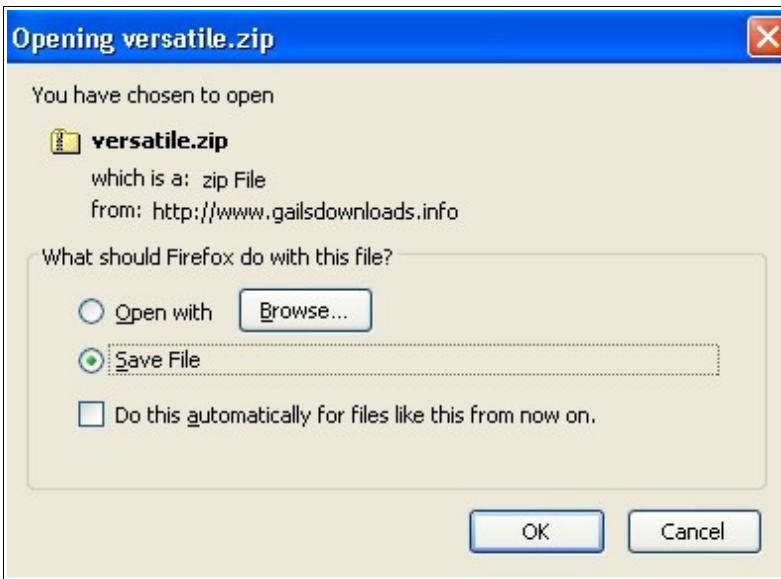 Opening versatile.zip
You have chosen to open
versatile.zip
which is a: zip File
from: http://www.gailsdownloads.info
What should Firefox do with this file?
Open with Browse...
Save File
Do this automatically for files like this from now on.
OK Cancel